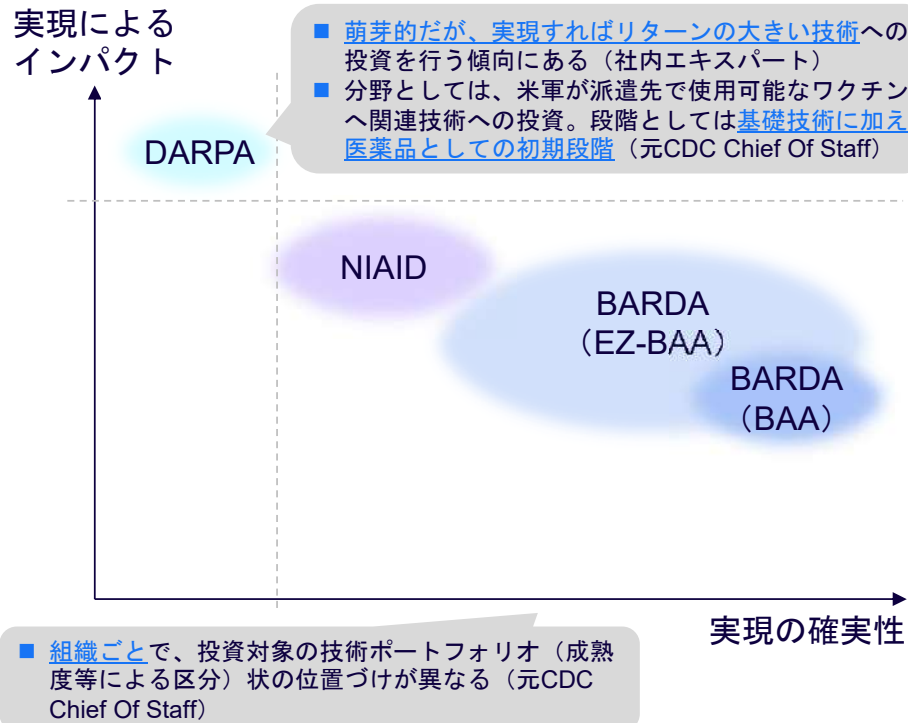 実現による
インパクト
■ 萌芽的だが、実現すればリターンの大きい技術への
投資を行う傾向にある（社内エキスパート）
■ 分野としては、米軍が派遣先で使用可能なワクチン
へ関連技術への投資。段階としては基礎技術に加え
医薬品としての初期段階（元CDC Chief Of Staff）
DARPA
NIAID
BARDA
（EZ-BAA）
BARDA
（BAA）
実現の確実性
■ 組織ごとで、投資対象の技術ポートフォリオ（成熟
度等による区分）状の位置づけが異なる（元CDC
Chief Of Staff）